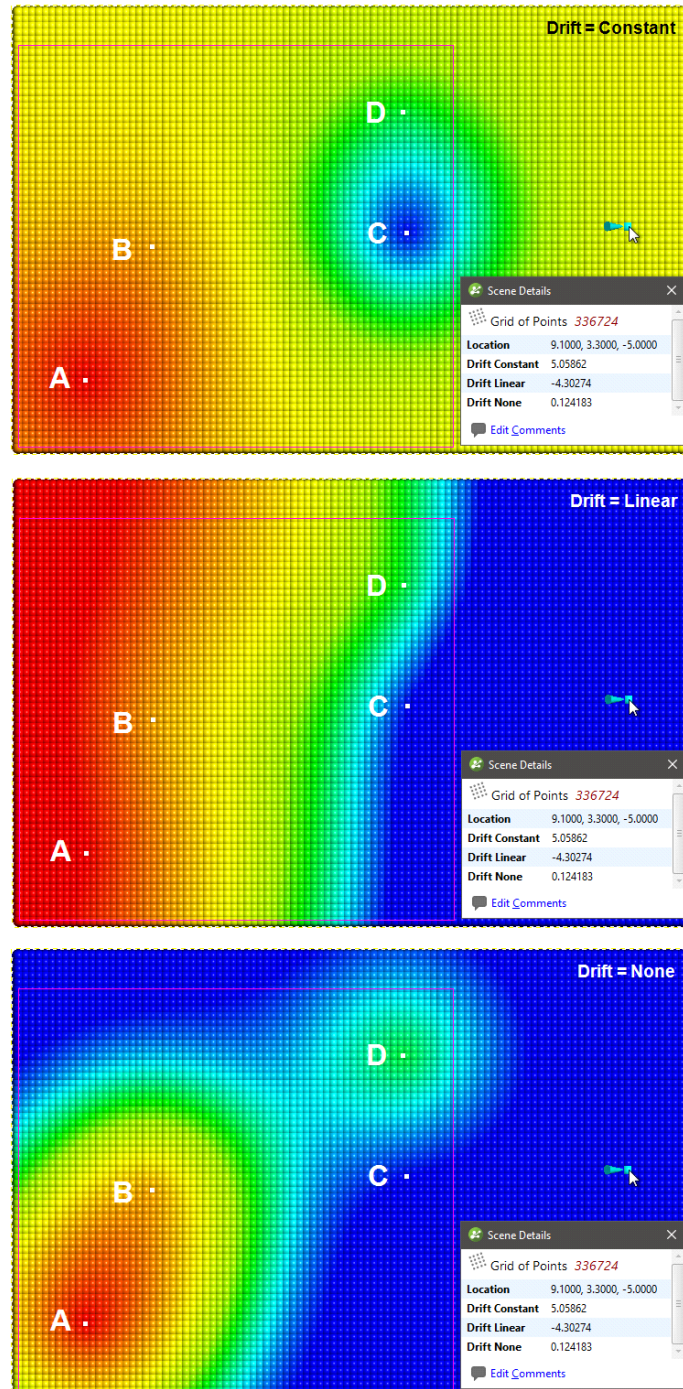 Drift = Constant
D
B
C
A
Scene Details
Grid of Points 336724
Location 9.1000, 3.3000, -5.0000
Drift Constant 5.05862
Drift Linear -4.30274
Drift None 0.124183
Edit Comments
Drift = Linear
D
B
C
A
Scene Details
Grid of Points 336724
Location 9.1000, 3.3000, -5.0000
Drift Constant 5.05862
Drift Linear -4.30274
Drift None 0.124183
Edit Comments
Drift = None
D
B
C
A
Scene Details
Grid of Points 336724
Location 9.1000, 3.3000, -5.0000
Drift Constant 5.05862
Drift Linear -4.30274
Drift None 0.124183
Edit Comments